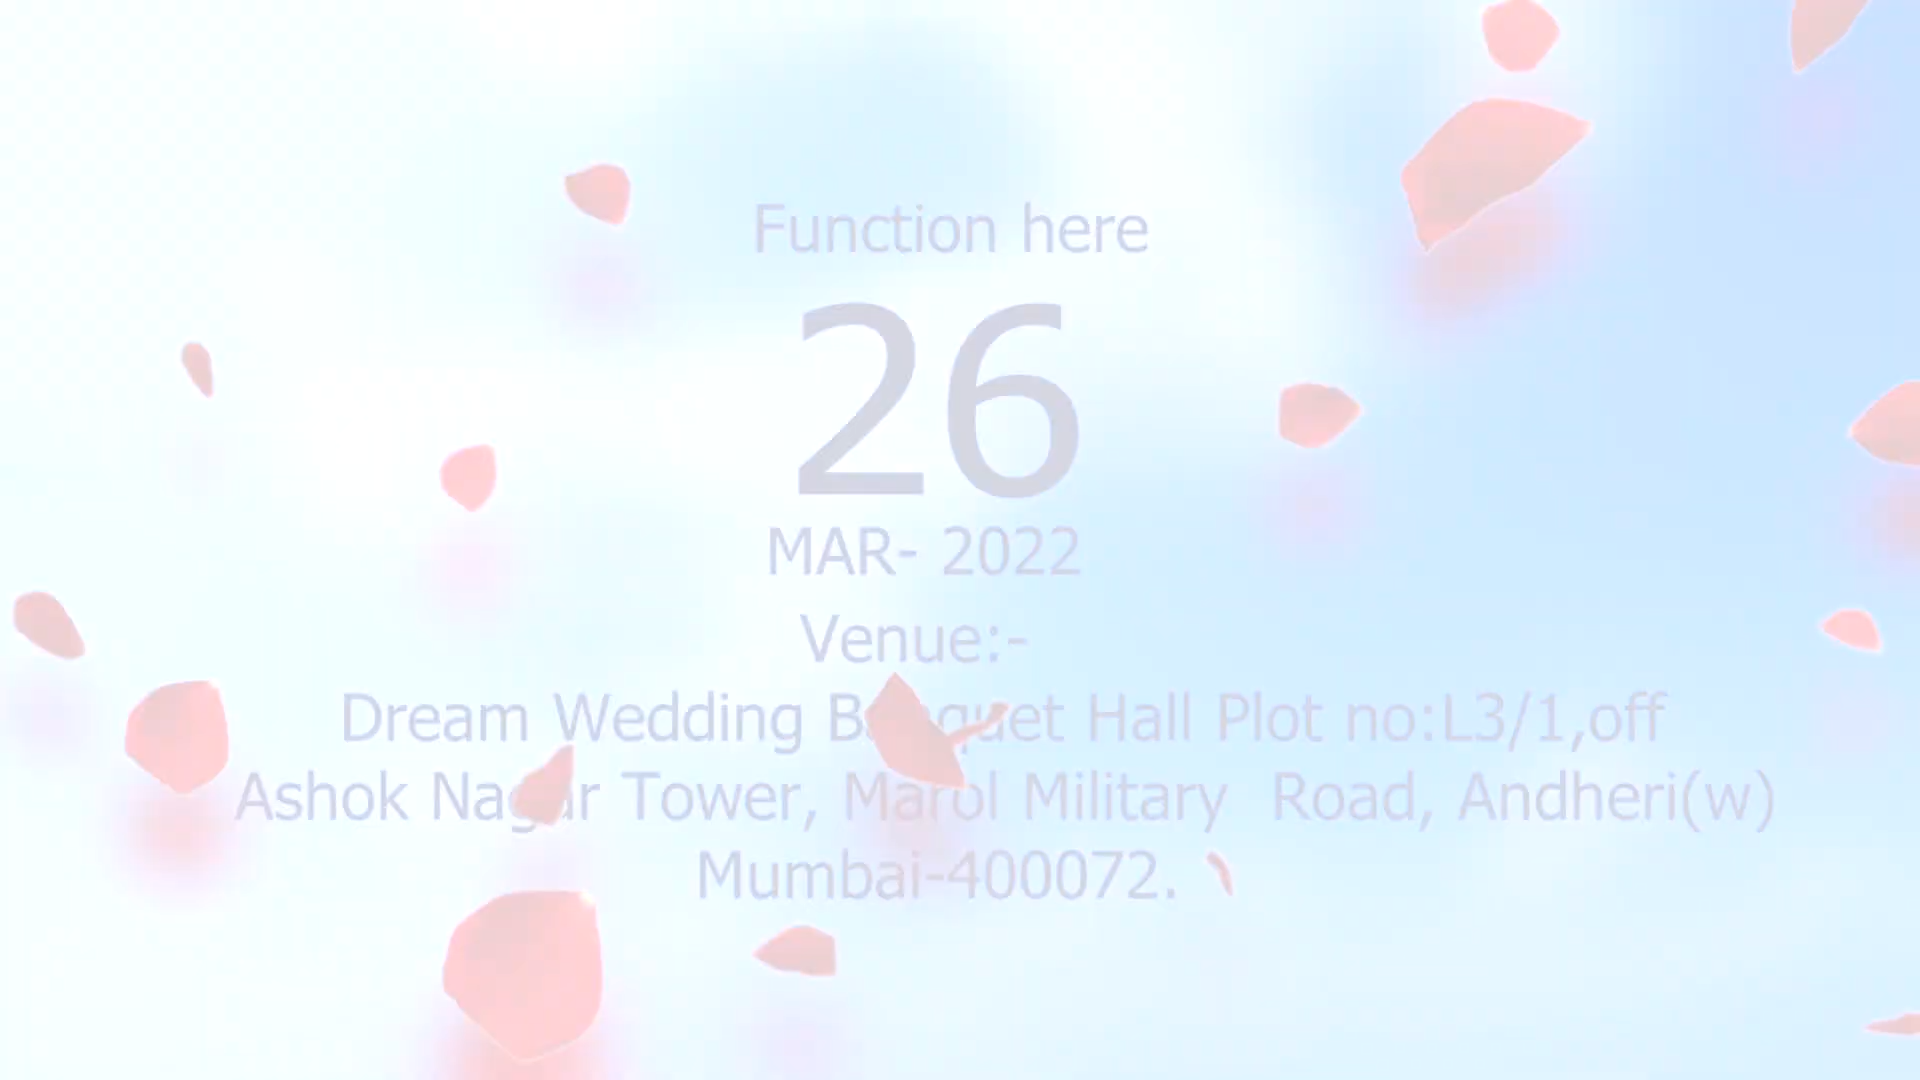 Function here
26
MAR- 2022
Venue:-
Dream Wedding Banquet Hall Plot no:L3/1,off
Ashok Nagar Tower, Marol Military  Road, Andheri(w)
Mumbai-400072.